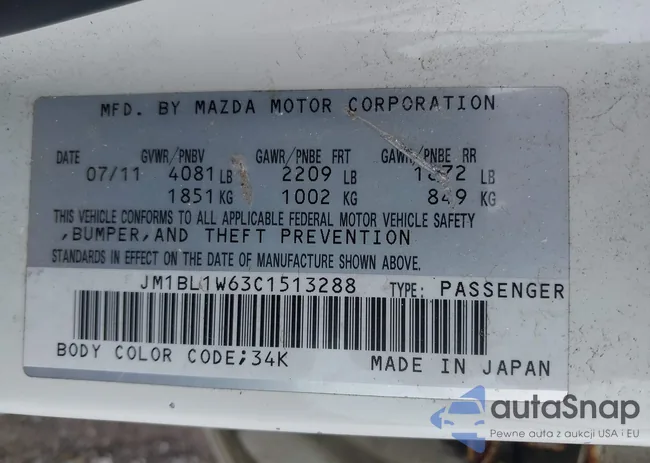 MFD. BY MAZDA MOTOR CORPORATION
DATE GVWR/PNBV GAWR/PNBE FRT GAWR/PNBE RR
07/11 4081 LB 2209 LB 1872 LB
1851 KG 1002 KG 849 KG
THIS VEHICLE CONFORMS TO ALL APPLICABLE FEDERAL MOTOR VEHICLE SAFETY
,BUMPER,AND THEFT PREVENTION
STANDARDS IN EFFECT ON THE DATE OF MANUFACTURE SHOWN ABOVE.
JM1BL1W63C1513288 TYPE: PASSENGER
BODY COLOR CODE;34K MADE IN JAPAN
autaSnap
Pewne auta z aukcji USA i EU